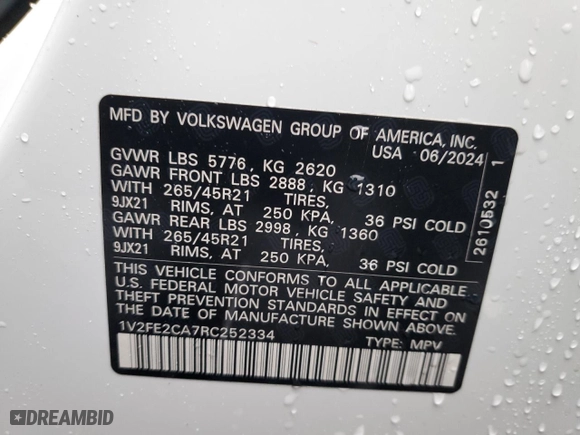 MFD BY VOLKSWAGEN GROUP OF AMERICA, INC.
USA 06/2024
GVWR LBS 5776, KG 2620
GAWR FRONT LBS 2888, KG 1310
WITH 265/45R21 TIRES,
9JX21 RIMS, AT 250 KPA, 36 PSI COLD
GAWR REAR LBS 2998, KG 1360
WITH 265/45R21 TIRES,
9JX21 RIMS, AT 250 KPA, 36 PSI COLD
THIS VEHICLE CONFORMS TO ALL APPLICABLE
U.S. FEDERAL MOTOR VEHICLE SAFETY AND
THEFT PREVENTION STANDARDS IN EFFECT ON THE
DATE OF MANUFACTURE SHOWN ABOVE.
1V2FE2CA7RC252334 TYPE: MPV
2610532 1
DREAMBID